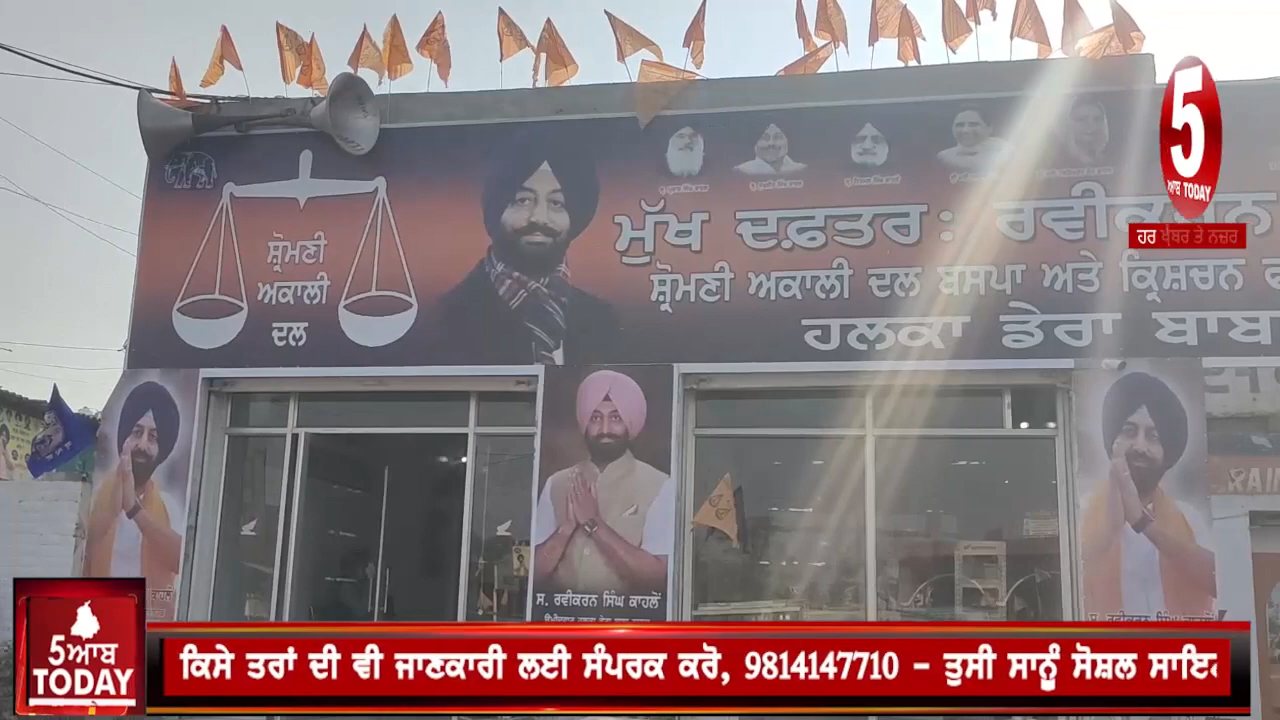 5
ਆਬ TODAY
ਹਰ ਖ਼ਬਰ ਤੇ ਨਜ਼ਰ
ਸ਼੍ਰੋਮਣੀ
ਅਕਾਲੀ
ਦਲ
ਮੁੱਖ ਦਫ਼ਤਰ: ਰਵੀਕਰਨ
ਸ਼੍ਰੋਮਣੀ ਅਕਾਲੀ ਦਲ ਬਸਪਾ ਅਤੇ ਕ੍ਰਿਸ਼ਚਨ
ਹਲਕਾ ਡੇਰਾ ਬਾਬ
ਸ. ਰਵੀਕਰਨ ਸਿੰਘ ਕਾਹਲੋਂ
5ਆਬ
TODAY
ਕਿਸੇ ਤਰਾਂ ਦੀ ਵੀ ਜਾਣਕਾਰੀ ਲਈ ਸੰਪਰਕ ਕਰੋ, 9814147710 - ਤੁਸੀ ਸਾਨੂੰ ਸੋਸ਼ਲ ਸਾਇ